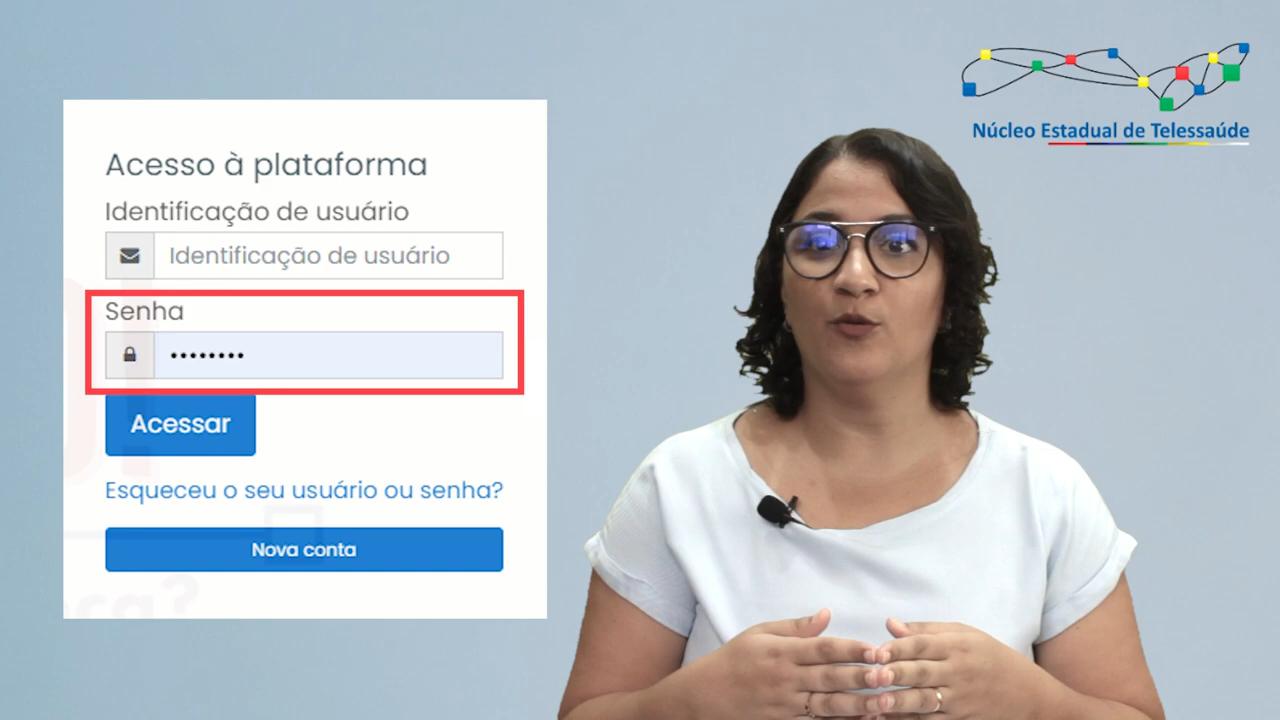 Acesso à plataforma
Identificação de usuário
Identificação de usuário
Senha
••••••••
Acessar
Esqueceu o seu usuário ou senha?
Nova conta
Núcleo Estadual de Telessaúde